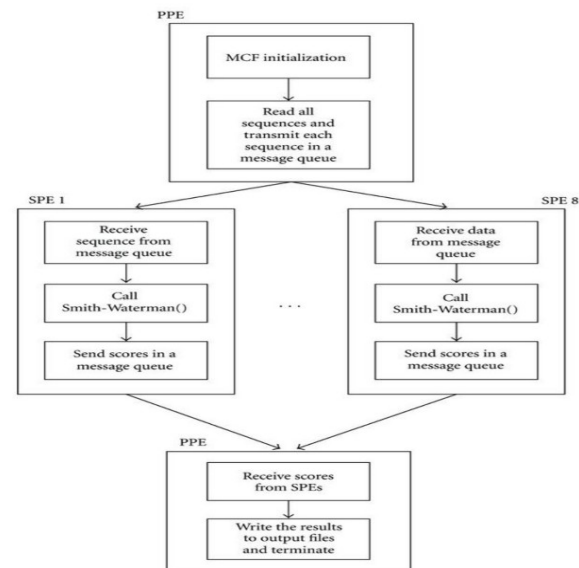 PPE
MCF initialization
Read all
sequences and
transmit each
sequence in a
message queue
SPE 1
Receive
sequence from
message queue
Call
Smith-Waterman()
Send scores in a
message queue
. . .
SPE 8
Receive data
from message
queue
Call
Smith-Waterman()
Send scores in a
message queue
PPE
Receive scores
from SPEs
Write the results
to output files
and terminate